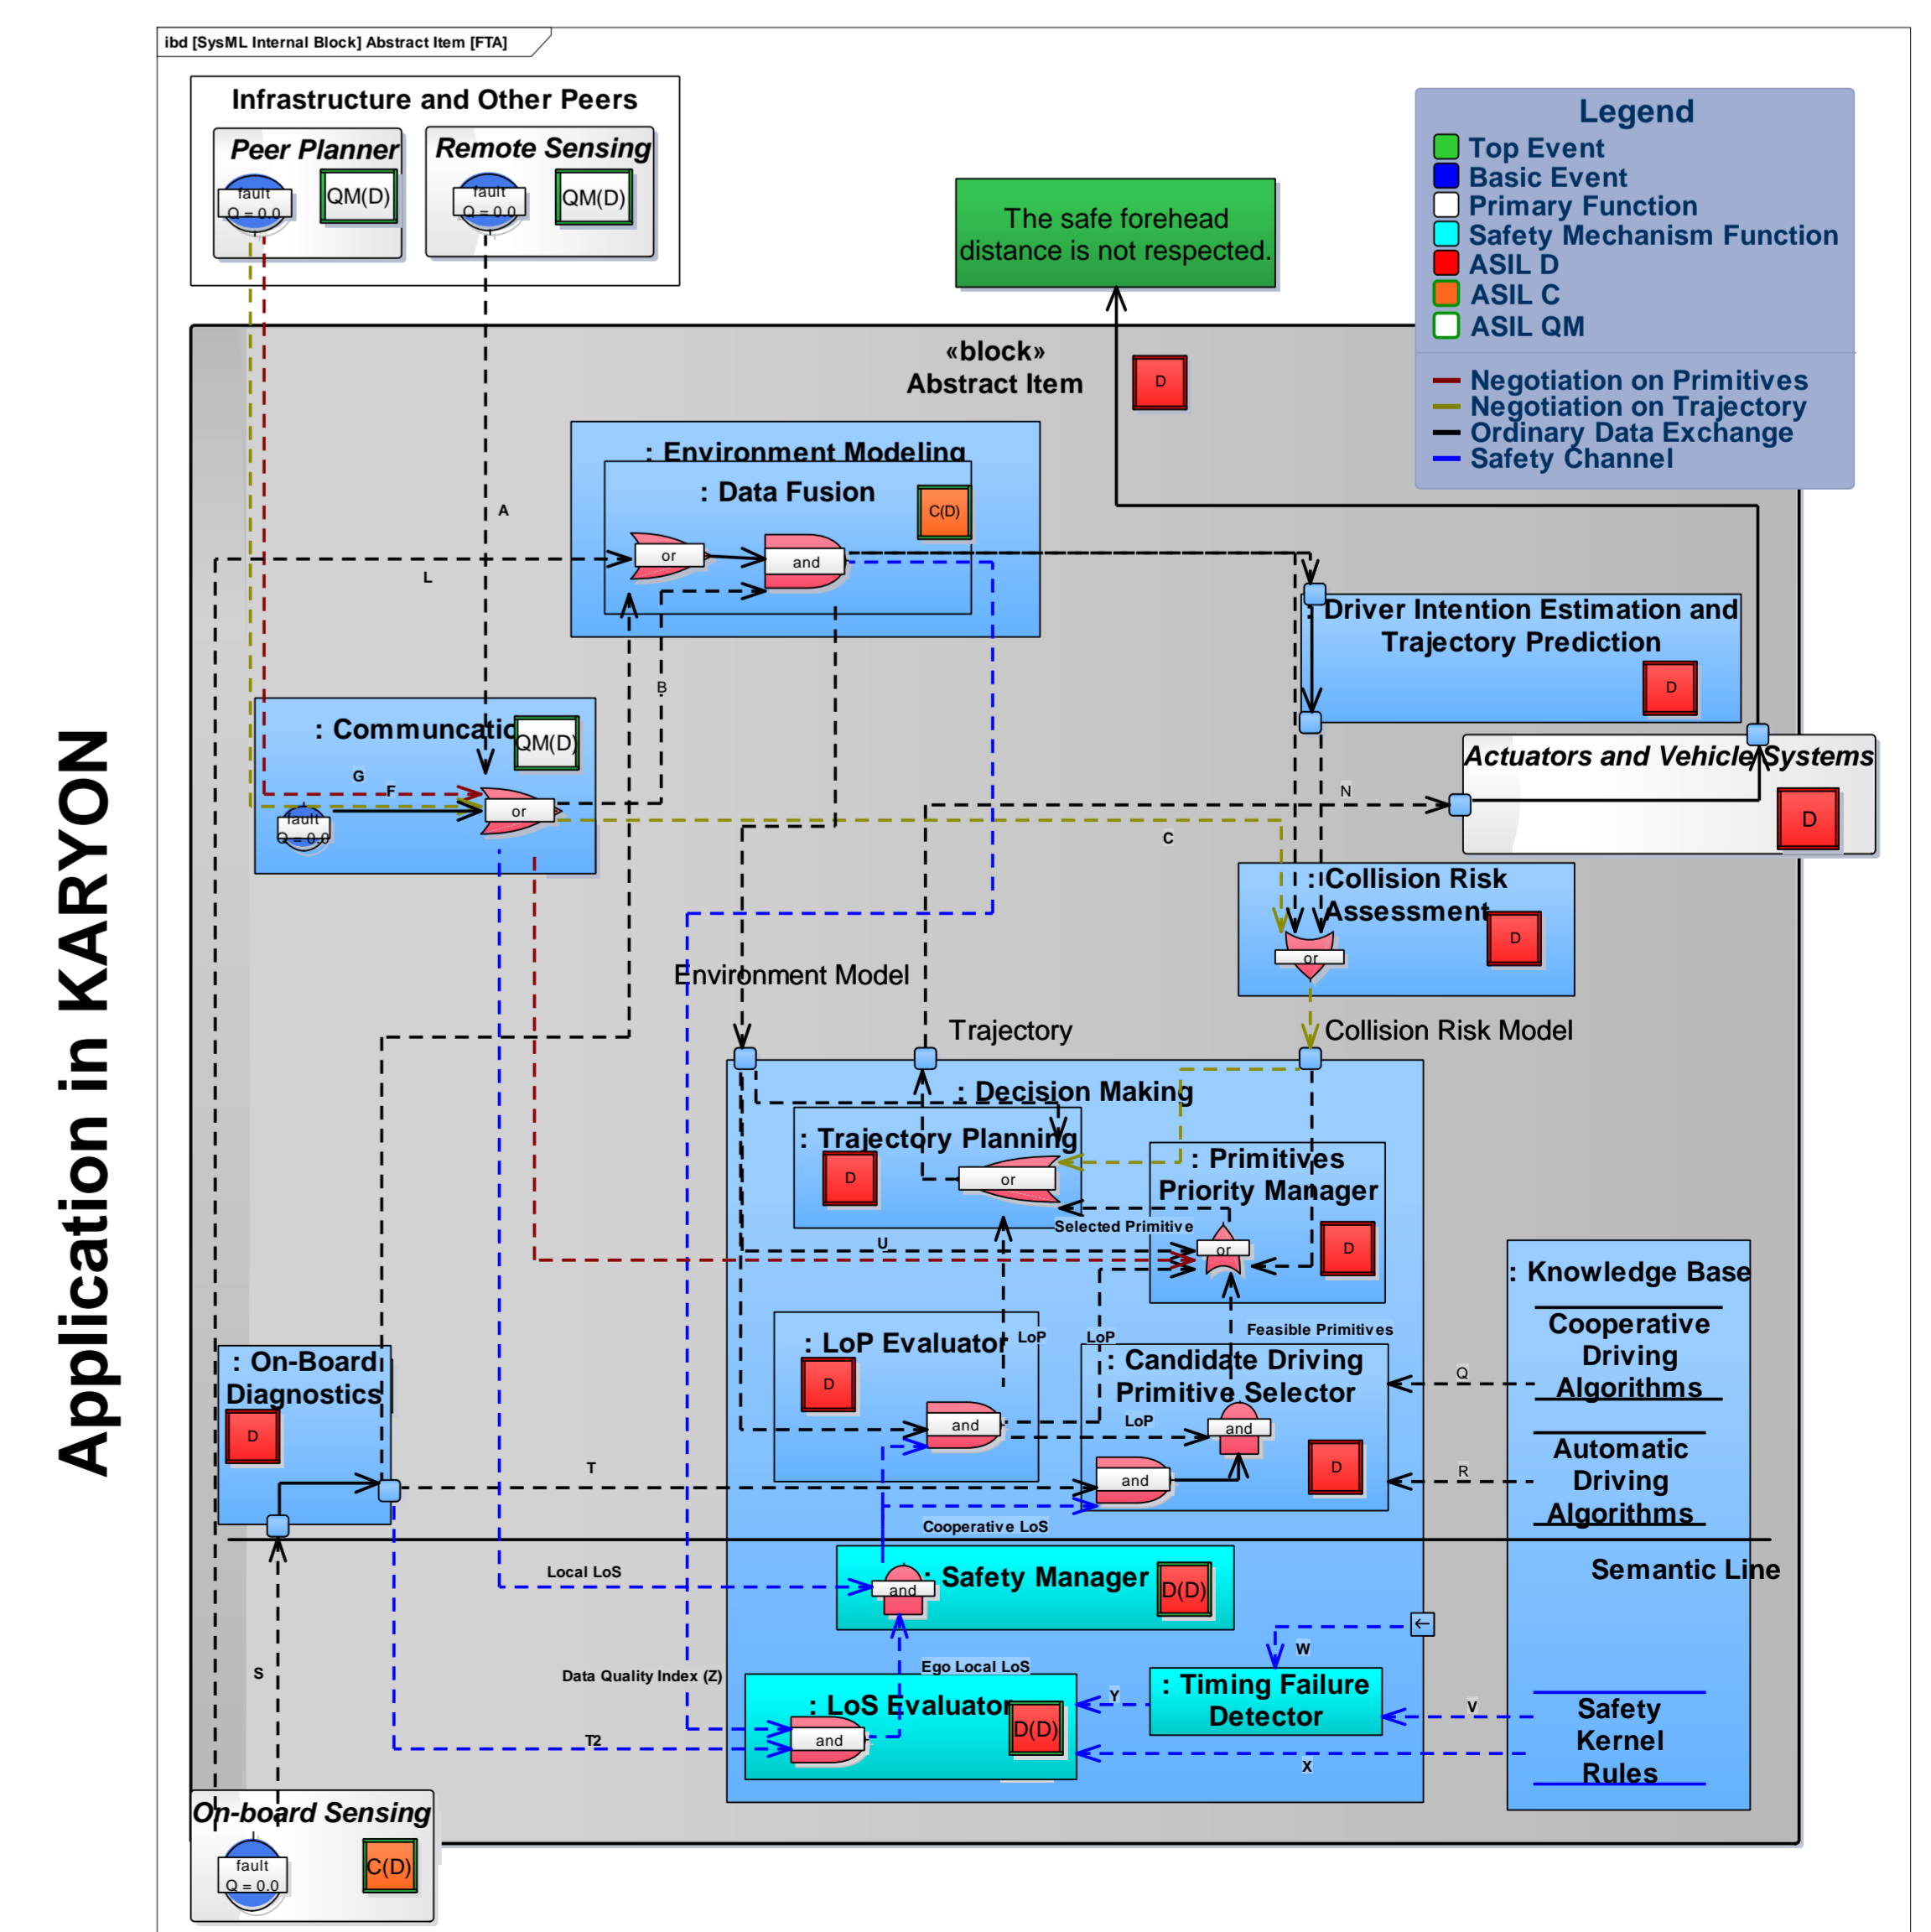 Application in KARYON
ibd [SysML Internal Block] Abstract Item [FTA]
Infrastructure and Other Peers
Peer Planner
fault
Q = 0.0
QM(D)
Remote Sensing
fault
Q = 0.0
QM(D)
The safe forehead
distance is not respected.
Legend
Top Event
Basic Event
Primary Function
Safety Mechanism Function
ASIL D
ASIL C
ASIL QM
Negotiation on Primitives
Negotiation on Trajectory
Ordinary Data Exchange
Safety Channel
«block»
Abstract Item
D
: Environment Modeling
: Data Fusion
C(D)
or
and
A
L
B
: Driver Intention Estimation and
Trajectory Prediction
D
: Communcatio
QM(D)
G
F
fault
Q = 0.0
or
Actuators and Vehicle Systems
D
N
C
: Collision Risk
Assessment
D
or
Environment Model
Trajectory
Collision Risk Model
: Decision Making
: Trajectory Planning
D
or
: Primitives
Priority Manager
Selected Primitive
or
D
U
: LoP Evaluator
LoP
LoP
D
and
LoP
Feasible Primitives
: Candidate Driving
Primitive Selector
and
and
D
: Knowledge Base
Cooperative
Driving
Algorithms
Q
Automatic
Driving
Algorithms
R
: On-Board
Diagnostics
D
T
Cooperative LoS
Semantic Line
Local LoS
: Safety Manager
and
D(D)
W
S
Data Quality Index (Z)
Ego Local LoS
: LoS Evaluator
and
D(D)
Y
: Timing Failure
Detector
V
Safety
Kernel
Rules
T2
X
On-board Sensing
fault
Q = 0.0
C(D)